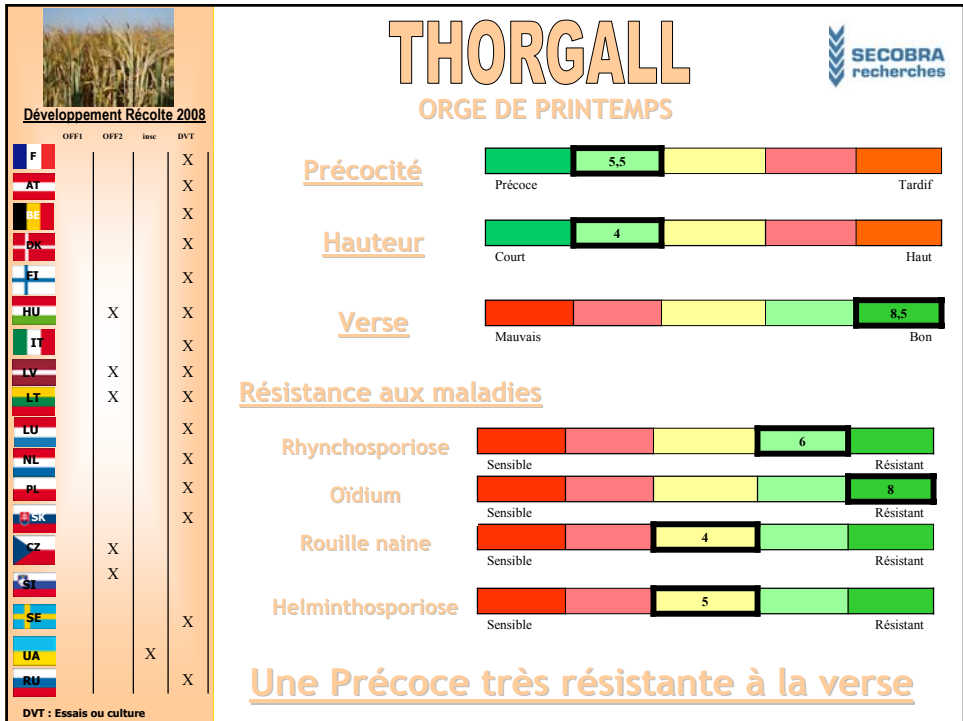 THORGALL
SECOBRA
recherches
ORGE DE PRINTEMPS
Développement Récolte 2008
OFF1 OFF2 insc DVT
F X
AT X
BE X
DK X
FI X
HU X X
IT X
LV X X
LT X X
LU X
NL X
PL X
SK X
CZ X
SI X
SE X
UA X
RU X
DVT : Essais ou culture
Précocité 5,5
Précoce Tardif
Hauteur 4
Court Haut
Verse 8,5
Mauvais Bon
Résistance aux maladies
Rhynchosporiose 6
Sensible Résistant
Oïdium 8
Sensible Résistant
Rouille naine 4
Sensible Résistant
Helminthosporiose 5
Sensible Résistant
Une Précoce très résistante à la verse